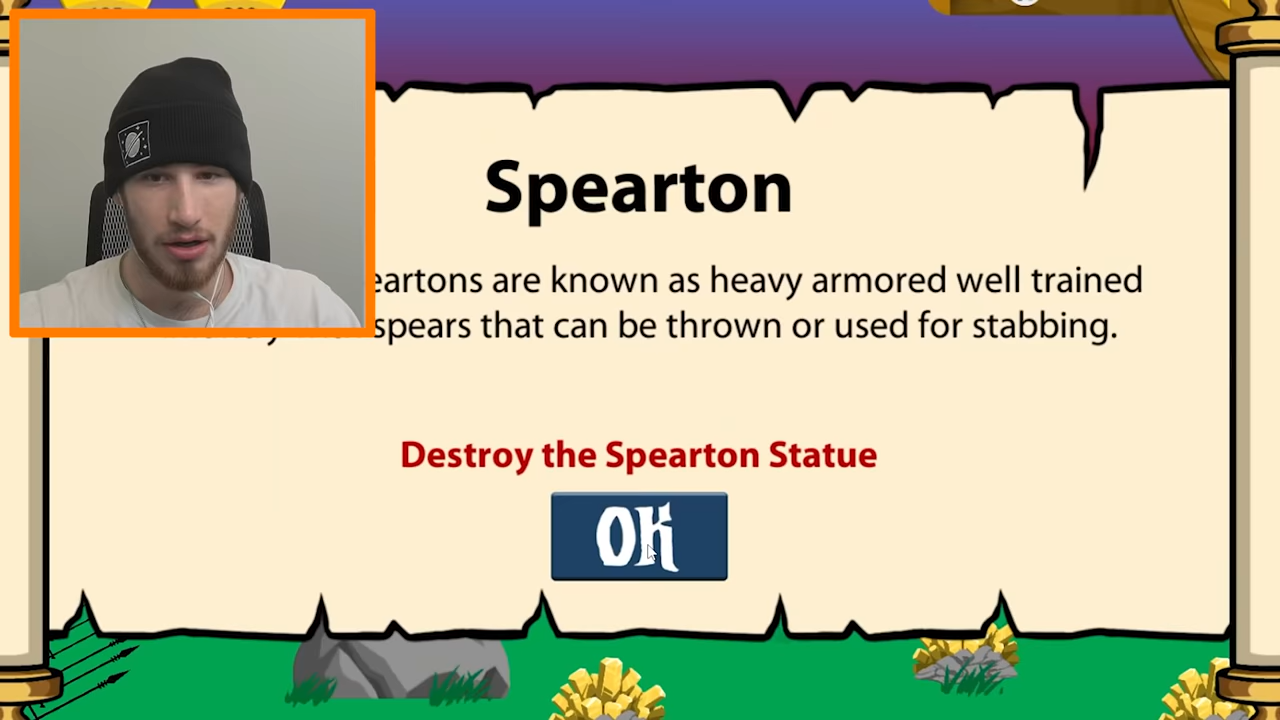 Spearton
eartons are known as heavy armored well trained
spears that can be thrown or used for stabbing.
Destroy the Spearton Statue
OK